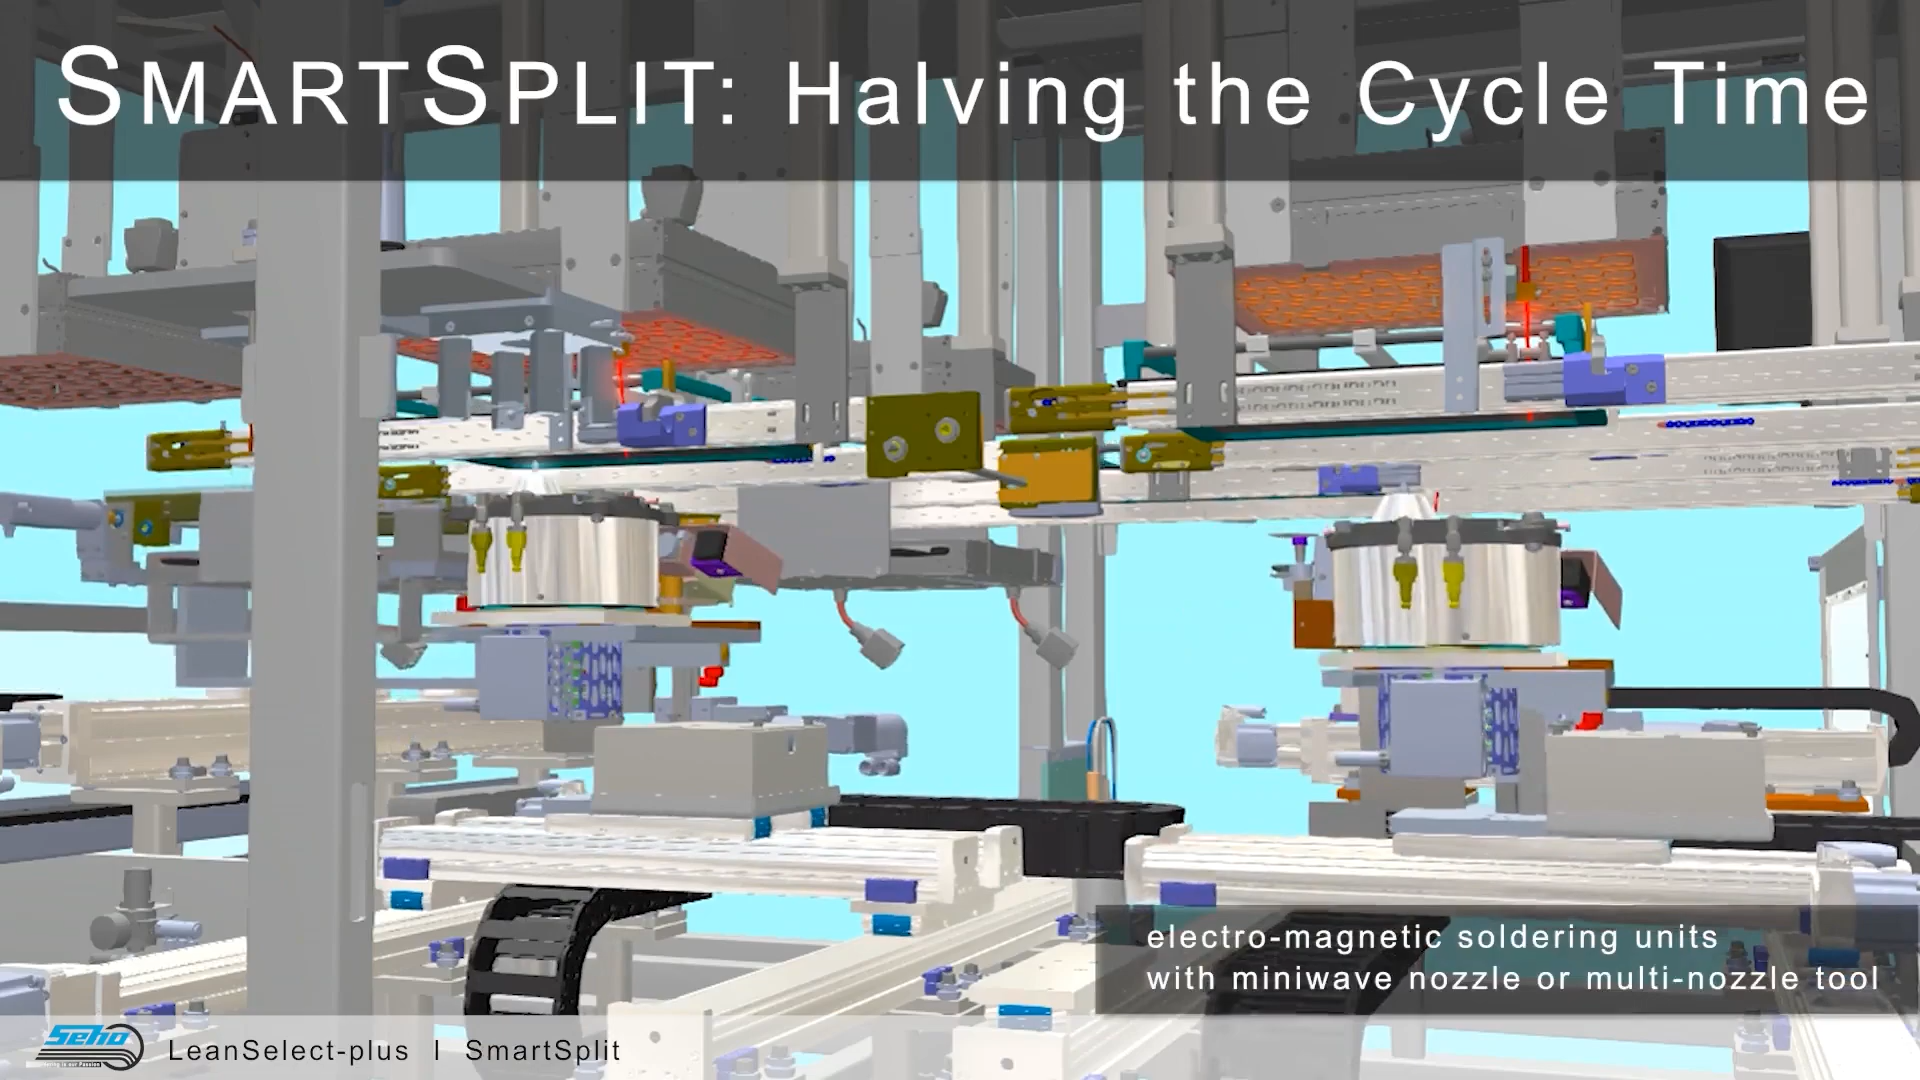 SMARTSPLIT: Halving the Cycle Time
electro-magnetic soldering units
with miniwave nozzle or multi-nozzle tool
Seho
LeanSelect-plus I SmartSplit